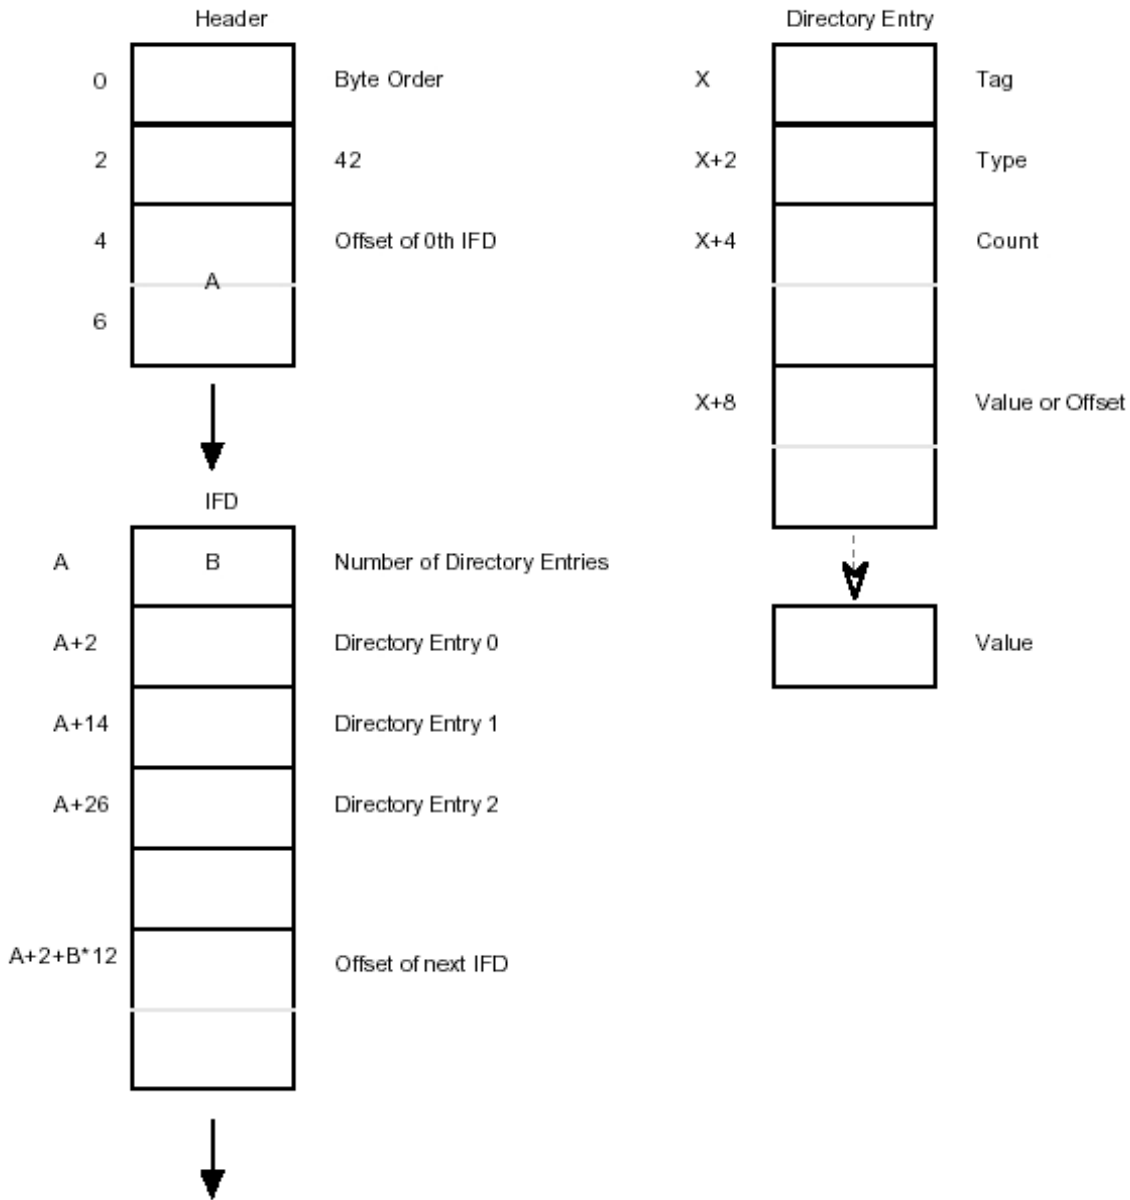 Header
0 Byte Order
2 42
4 Offset of 0th IFD
A
6
IFD
A B Number of Directory Entries
A+2 Directory Entry 0
A+14 Directory Entry 1
A+26 Directory Entry 2
A+2+B*12 Offset of next IFD
Directory Entry
X Tag
X+2 Type
X+4 Count
X+8 Value or Offset
Value